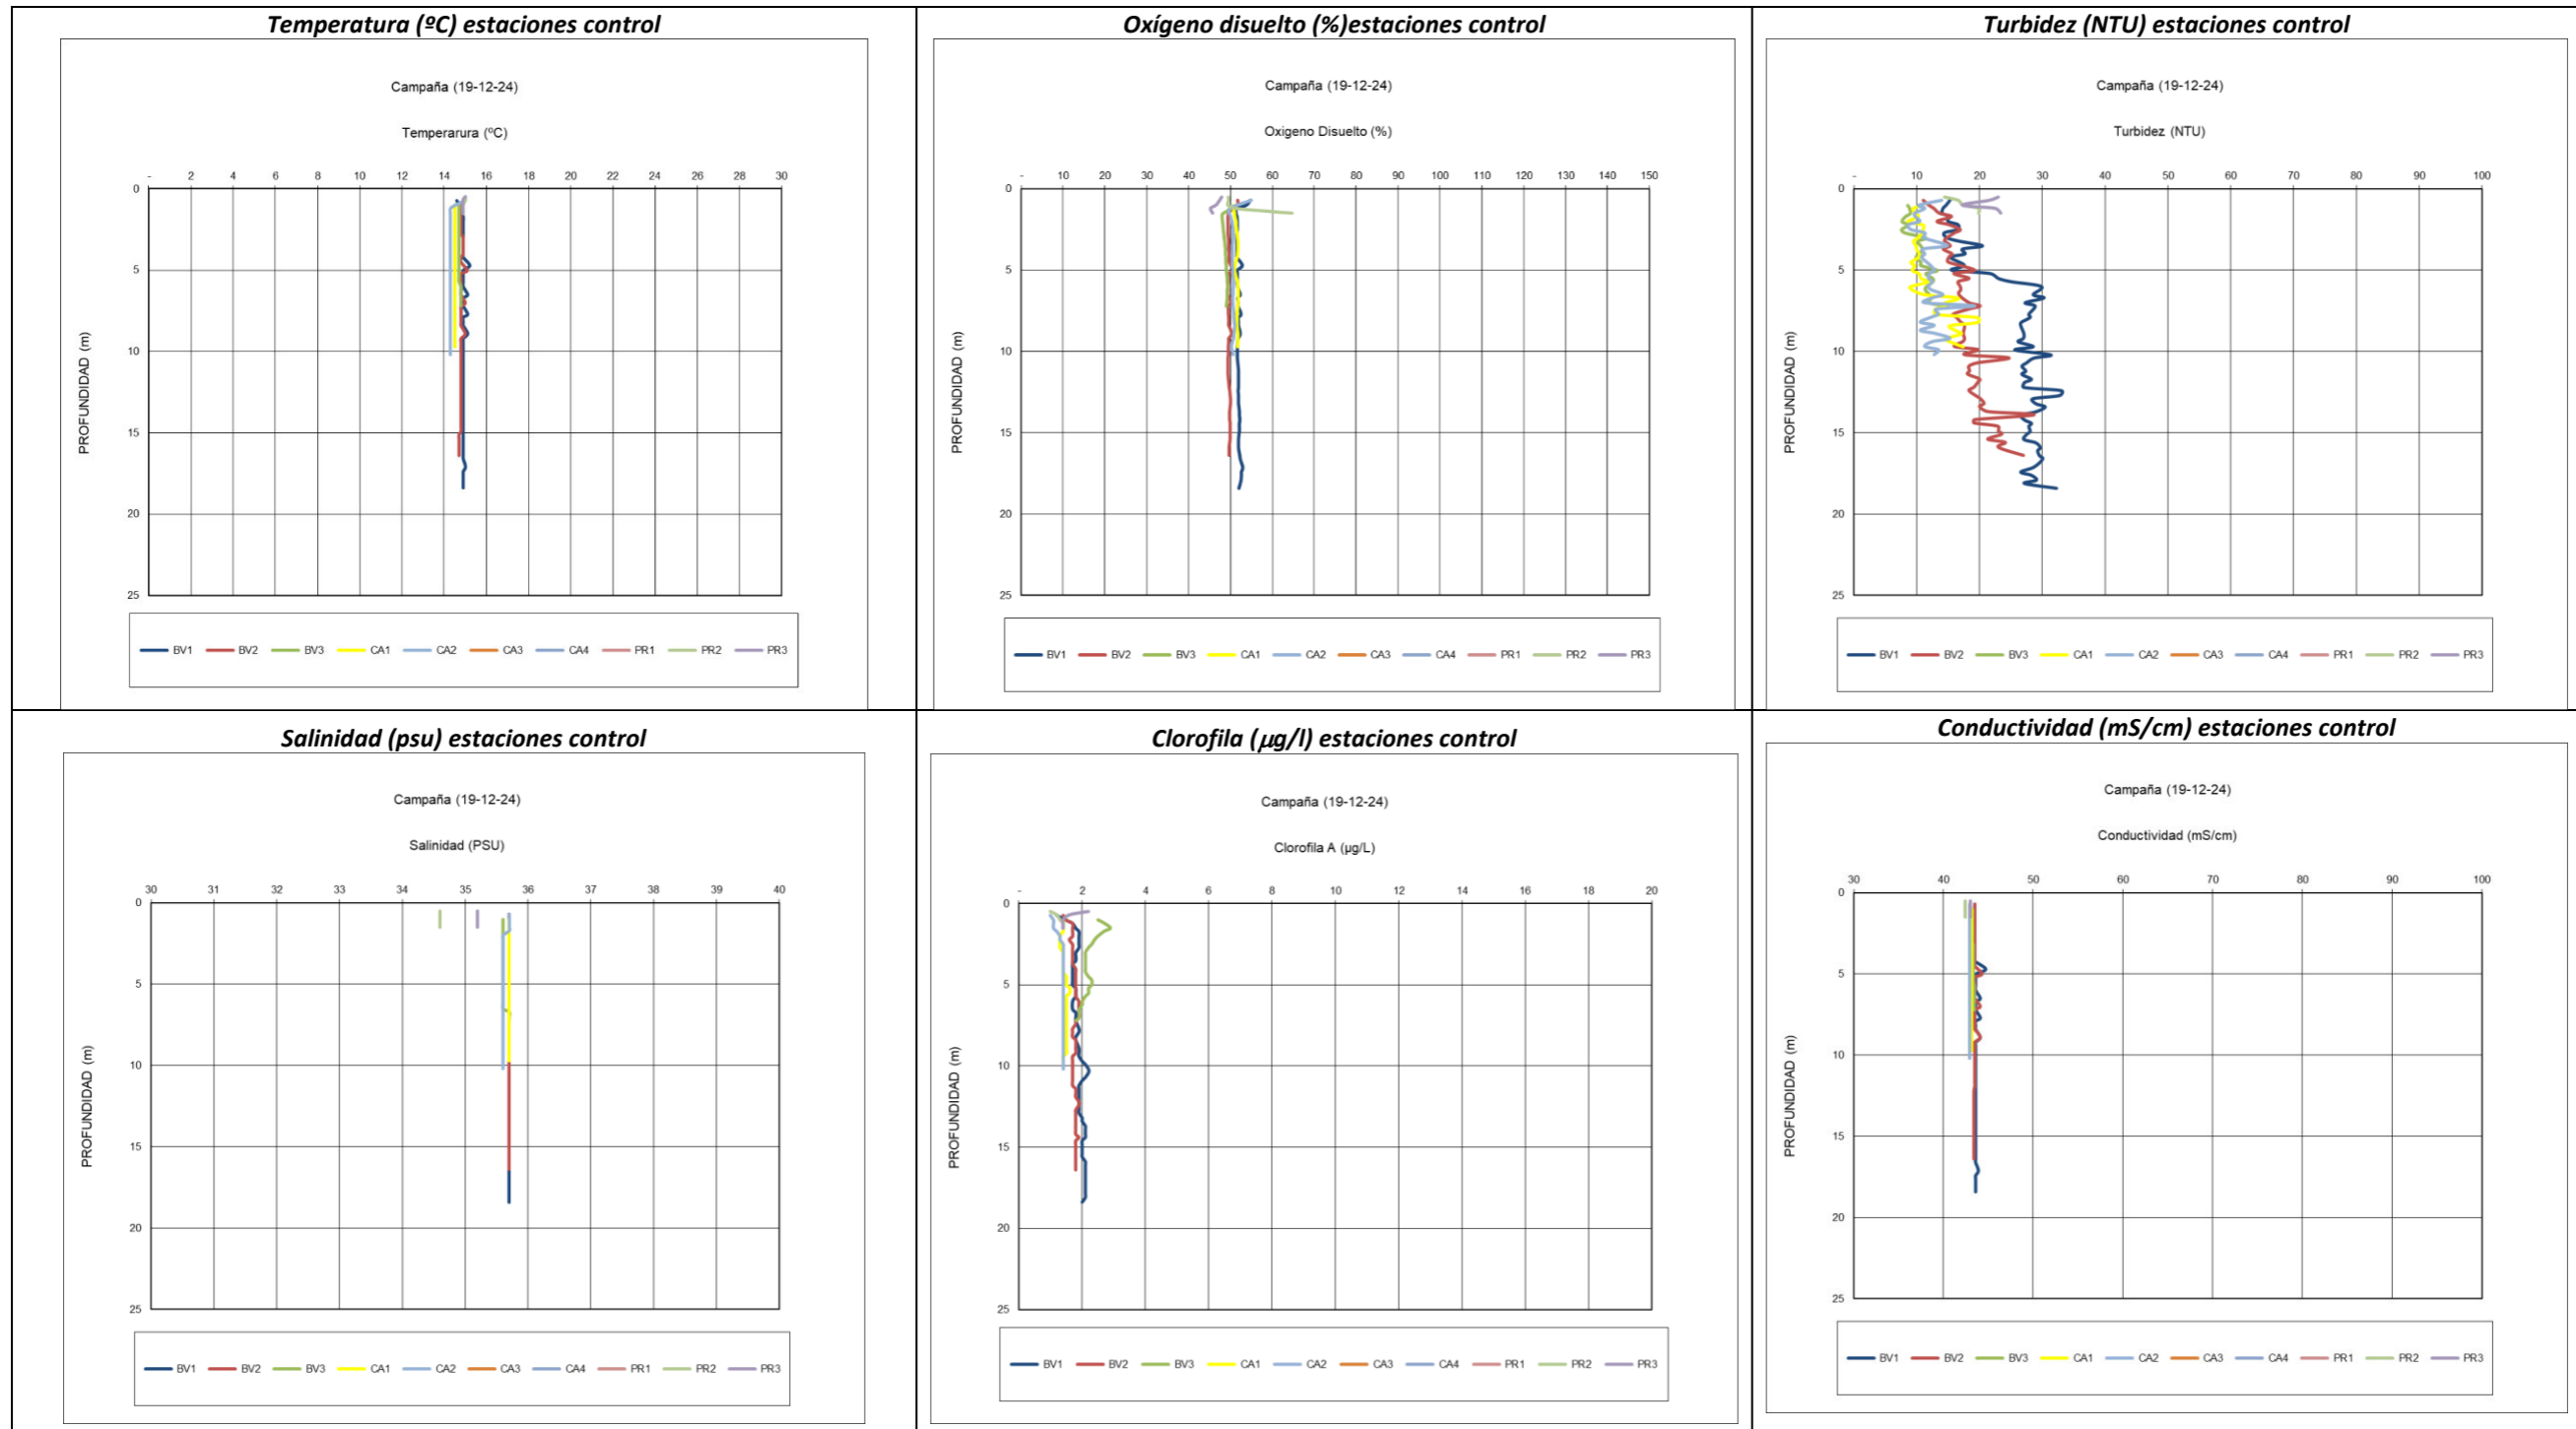 Temperatura (ºC) estaciones control
Campaña (19-12-24)
Temperarura (ºC)
- 2 4 6 8 10 12 14 16 18 20 22 24 26 28 30
0
5
10
15
20
25
PROFUNDIDAD (m)
BV1 BV2 BV3 CA1 CA2 CA3 CA4 PR1 PR2 PR3
Oxígeno disuelto (%)estaciones control
Campaña (19-12-24)
Oxigeno Disuelto (%)
- 10 20 30 40 50 60 70 80 90 100 110 120 130 140 150
0
5
10
15
20
25
PROFUNDIDAD (m)
BV1 BV2 BV3 CA1 CA2 CA3 CA4 PR1 PR2 PR3
Turbidez (NTU) estaciones control
Campaña (19-12-24)
Turbidez (NTU)
- 10 20 30 40 50 60 70 80 90 100
0
5
10
15
20
25
PROFUNDIDAD (m)
BV1 BV2 BV3 CA1 CA2 CA3 CA4 PR1 PR2 PR3
Salinidad (psu) estaciones control
Campaña (19-12-24)
Salinidad (PSU)
30 31 32 33 34 35 36 37 38 39 40
0
5
10
15
20
25
PROFUNDIDAD (m)
BV1 BV2 BV3 CA1 CA2 CA3 CA4 PR1 PR2 PR3
Clorofila (µg/l) estaciones control
Campaña (19-12-24)
Clorofila A (µg/L)
- 2 4 6 8 10 12 14 16 18 20
0
5
10
15
20
25
PROFUNDIDAD (m)
BV1 BV2 BV3 CA1 CA2 CA3 CA4 PR1 PR2 PR3
Conductividad (mS/cm) estaciones control
Campaña (19-12-24)
Conductividad (mS/cm)
30 40 50 60 70 80 90 100
0
5
10
15
20
25
PROFUNDIDAD (m)
BV1 BV2 BV3 CA1 CA2 CA3 CA4 PR1 PR2 PR3